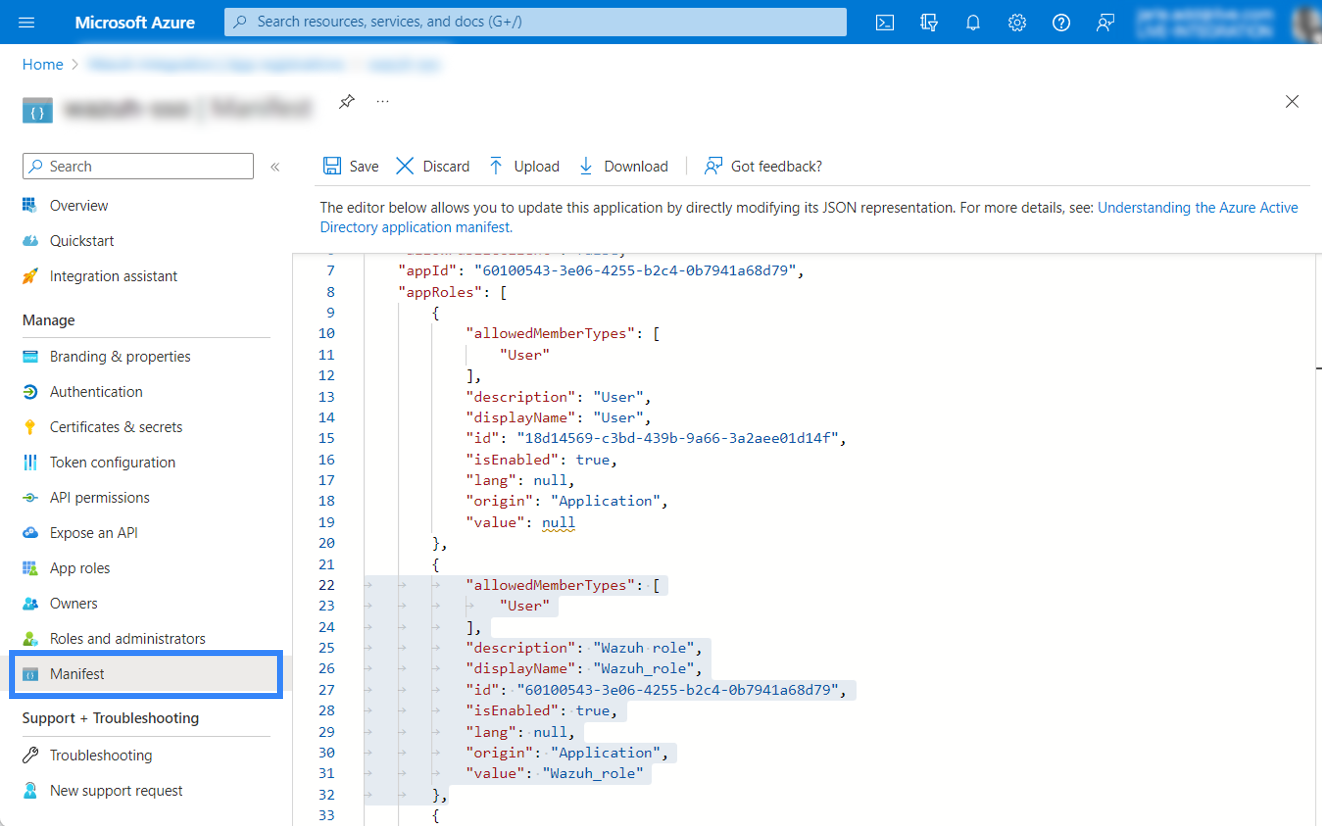 Microsoft Azure
Search resources, services, and docs (G+/)
Home
Search
Save
Discard
Upload
Download
Got feedback?
The editor below allows you to update this application by directly modifying its JSON representation. For more details, see: Understanding the Azure Active
Directory application manifest.
Overview
Quickstart
Integration assistant
Manage
Branding & properties
Authentication
Certificates & secrets
Token configuration
API permissions
Expose an API
App roles
Owners
Roles and administrators
Manifest
Support + Troubleshooting
Troubleshooting
New support request
7 "appId": "60100543-3e06-4255-b2c4-0b7941a68d79",
8 "appRoles": [
9 {
10 "allowedMemberTypes": [
11 "User"
12 ],
13 "description": "User",
14 "displayName": "User",
15 "id": "18d14569-c3bd-439b-9a66-3a2aee01d14f",
16 "isEnabled": true,
17 "lang": null,
18 "origin": "Application",
19 "value": null
20 },
21 {
22 "allowedMemberTypes": [
23 "User"
24 ],
25 "description": "Wazuh role",
26 "displayName": "Wazuh_role",
27 "id": "60100543-3e06-4255-b2c4-0b7941a68d79",
28 "isEnabled": true,
29 "lang": null,
30 "origin": "Application",
31 "value": "Wazuh_role"
32 },
33 {